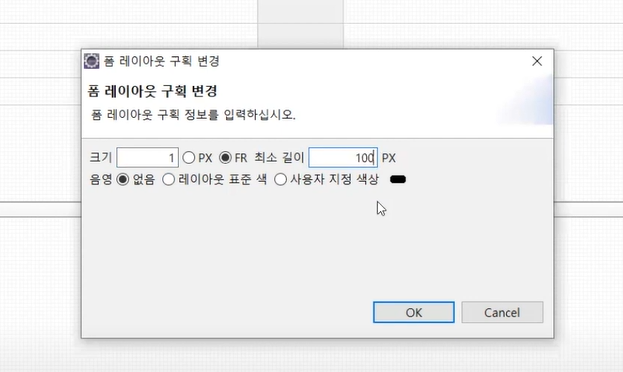 폼 레이아웃 구획 변경
폼 레이아웃 구획 변경
폼 레이아웃 구획 정보를 입력하십시오.
크기 1 PX FR 최소 길이 100 PX
음영 없음 레이아웃 표준 색 사용자 지정 색상
OK Cancel